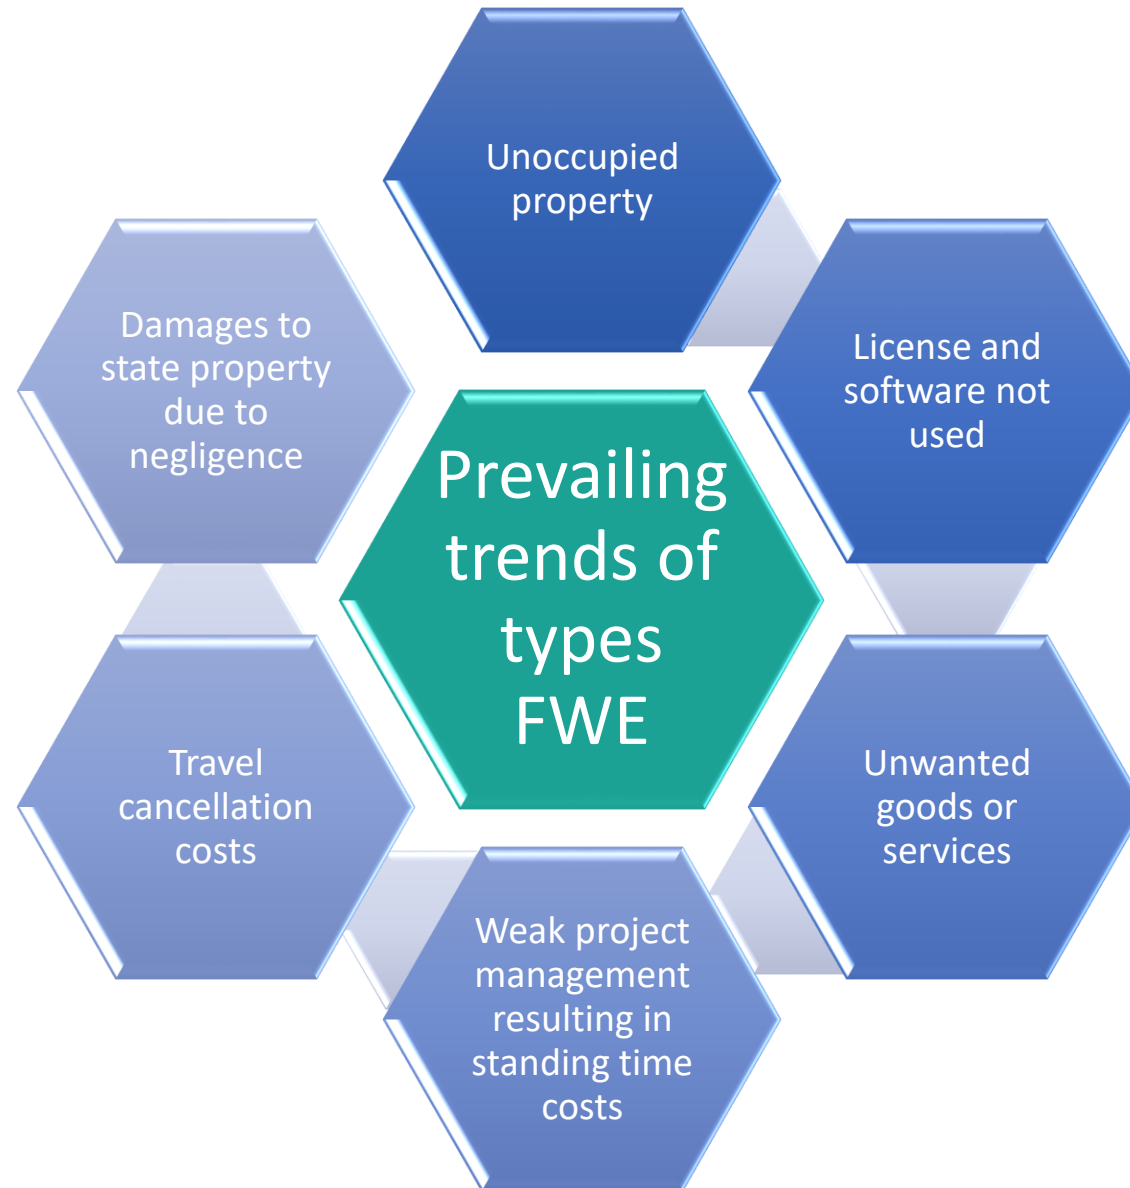 Unoccupied
property
License and
software not
used
Unwanted
goods or
services
Weak project
management
resulting in
standing time
costs
Travel
cancellation
costs
Damages to
state property
due to
negligence
Prevailing
trends of
types
FWE